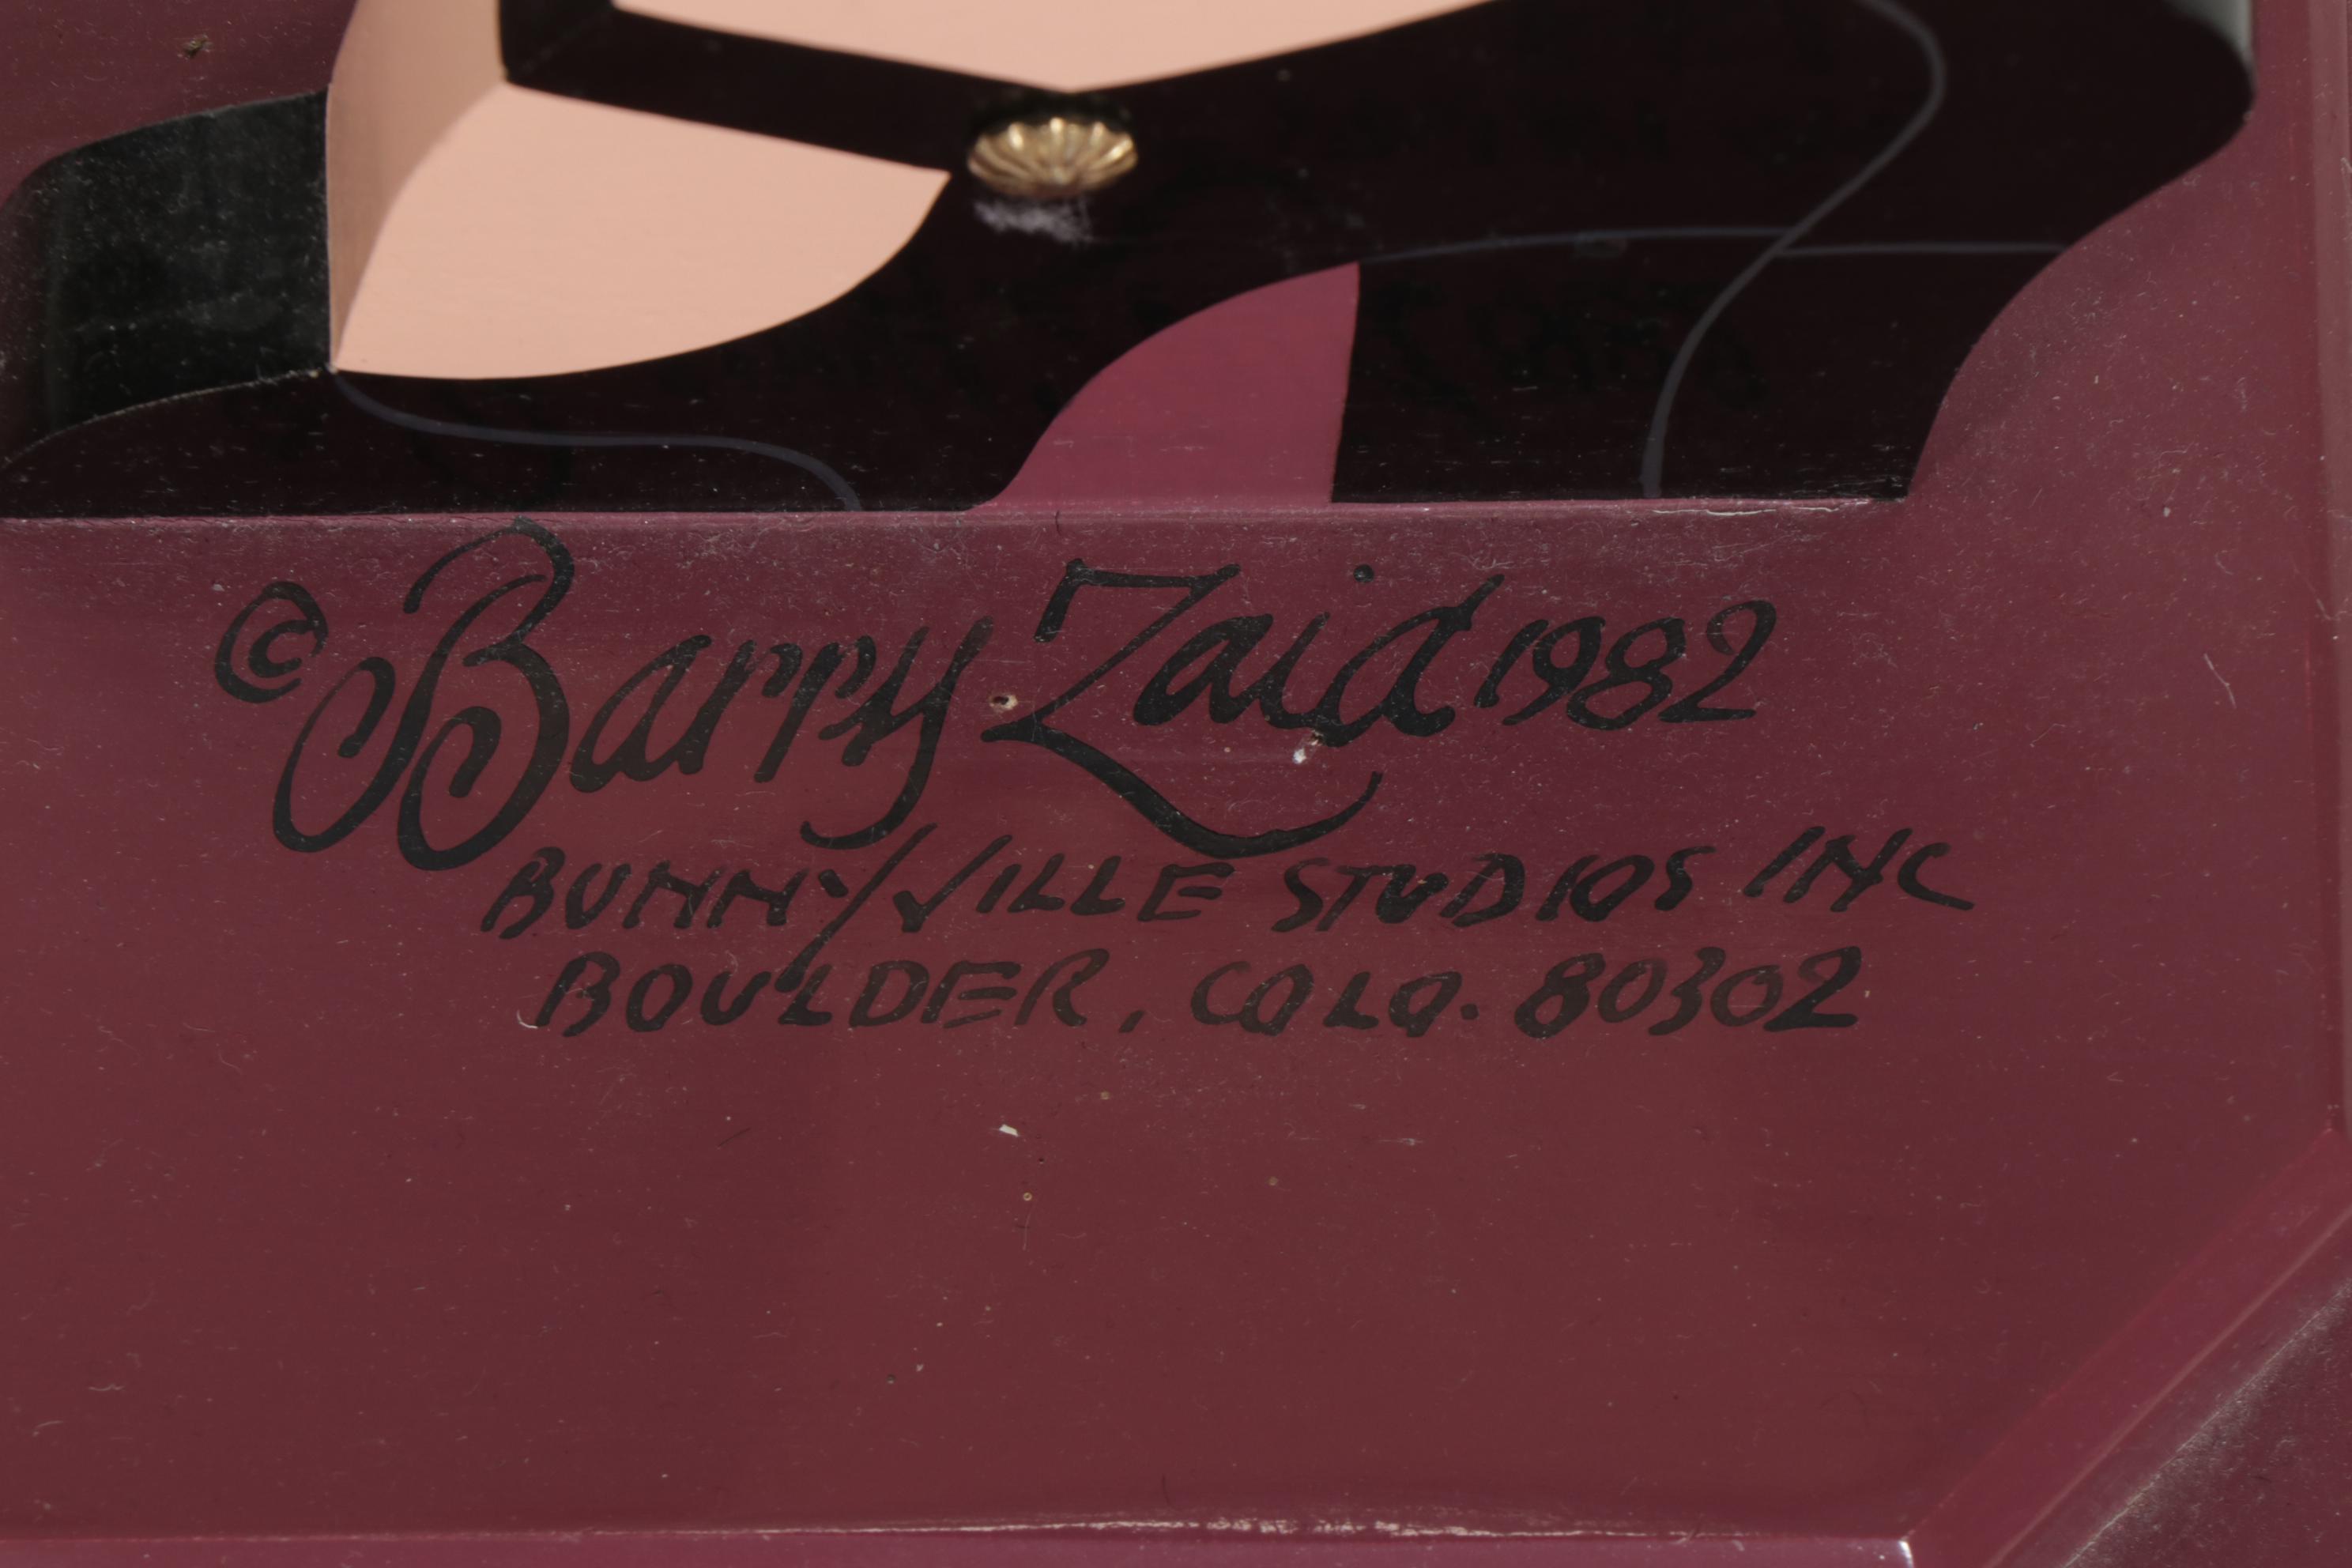 © Barry Zaid 1982
BUNNYVILLE STUDIOS INC
BOULDER, COLO. 80302